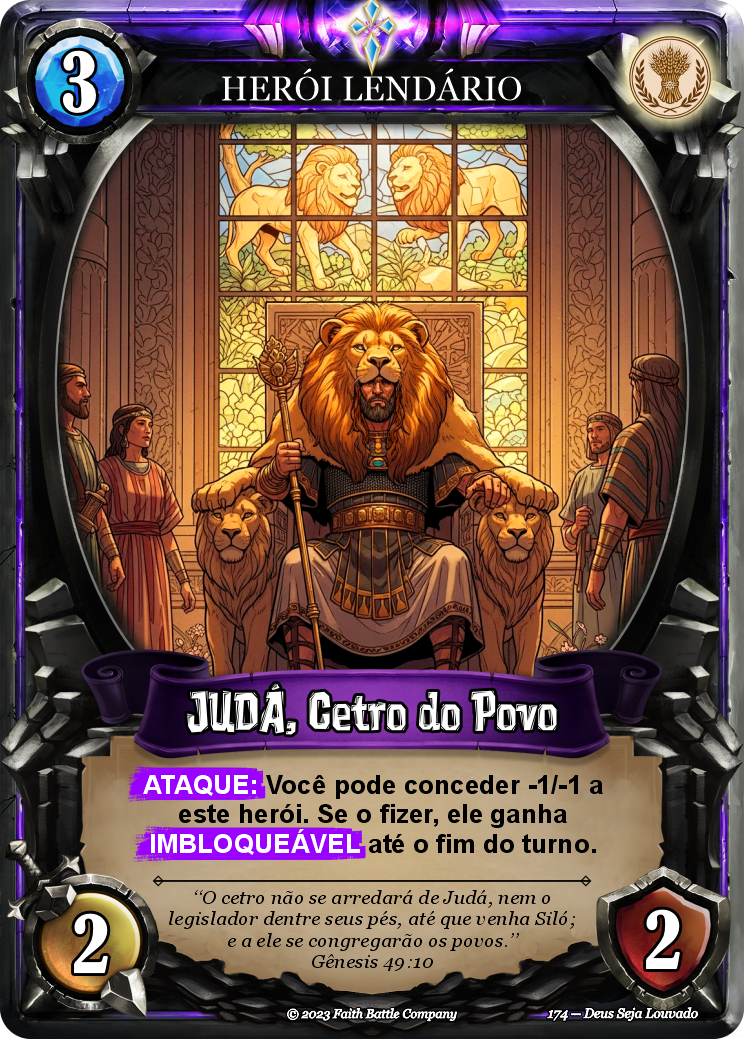 3
HERÓI LENDÁRIO
JUDÁ, Cetro do Povo
ATAQUE: Você pode conceder -1/-1 a
este herói. Se o fizer, ele ganha
IMBLOQUEÁVEL até o fim do turno.
“O cetro não se arredará de Judá, nem o
legislador dentre seus pés, até que venha Siló;
e a ele se congregarão os povos.”
Gênesis 49:10
2
2
© 2023 Faith Battle Company
174 – Deus Seja Louvado